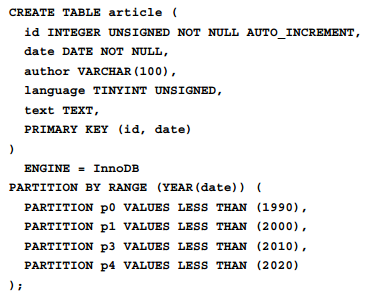 CREATE TABLE article (
  id INTEGER UNSIGNED NOT NULL AUTO_INCREMENT,
  date DATE NOT NULL,
  author VARCHAR(100),
  language TINYINT UNSIGNED,
  text TEXT,
  PRIMARY KEY (id, date)
)
  ENGINE = InnoDB
PARTITION BY RANGE (YEAR(date)) (
  PARTITION p0 VALUES LESS THAN (1990),
  PARTITION p1 VALUES LESS THAN (2000),
  PARTITION p3 VALUES LESS THAN (2010),
  PARTITION p4 VALUES LESS THAN (2020)
);